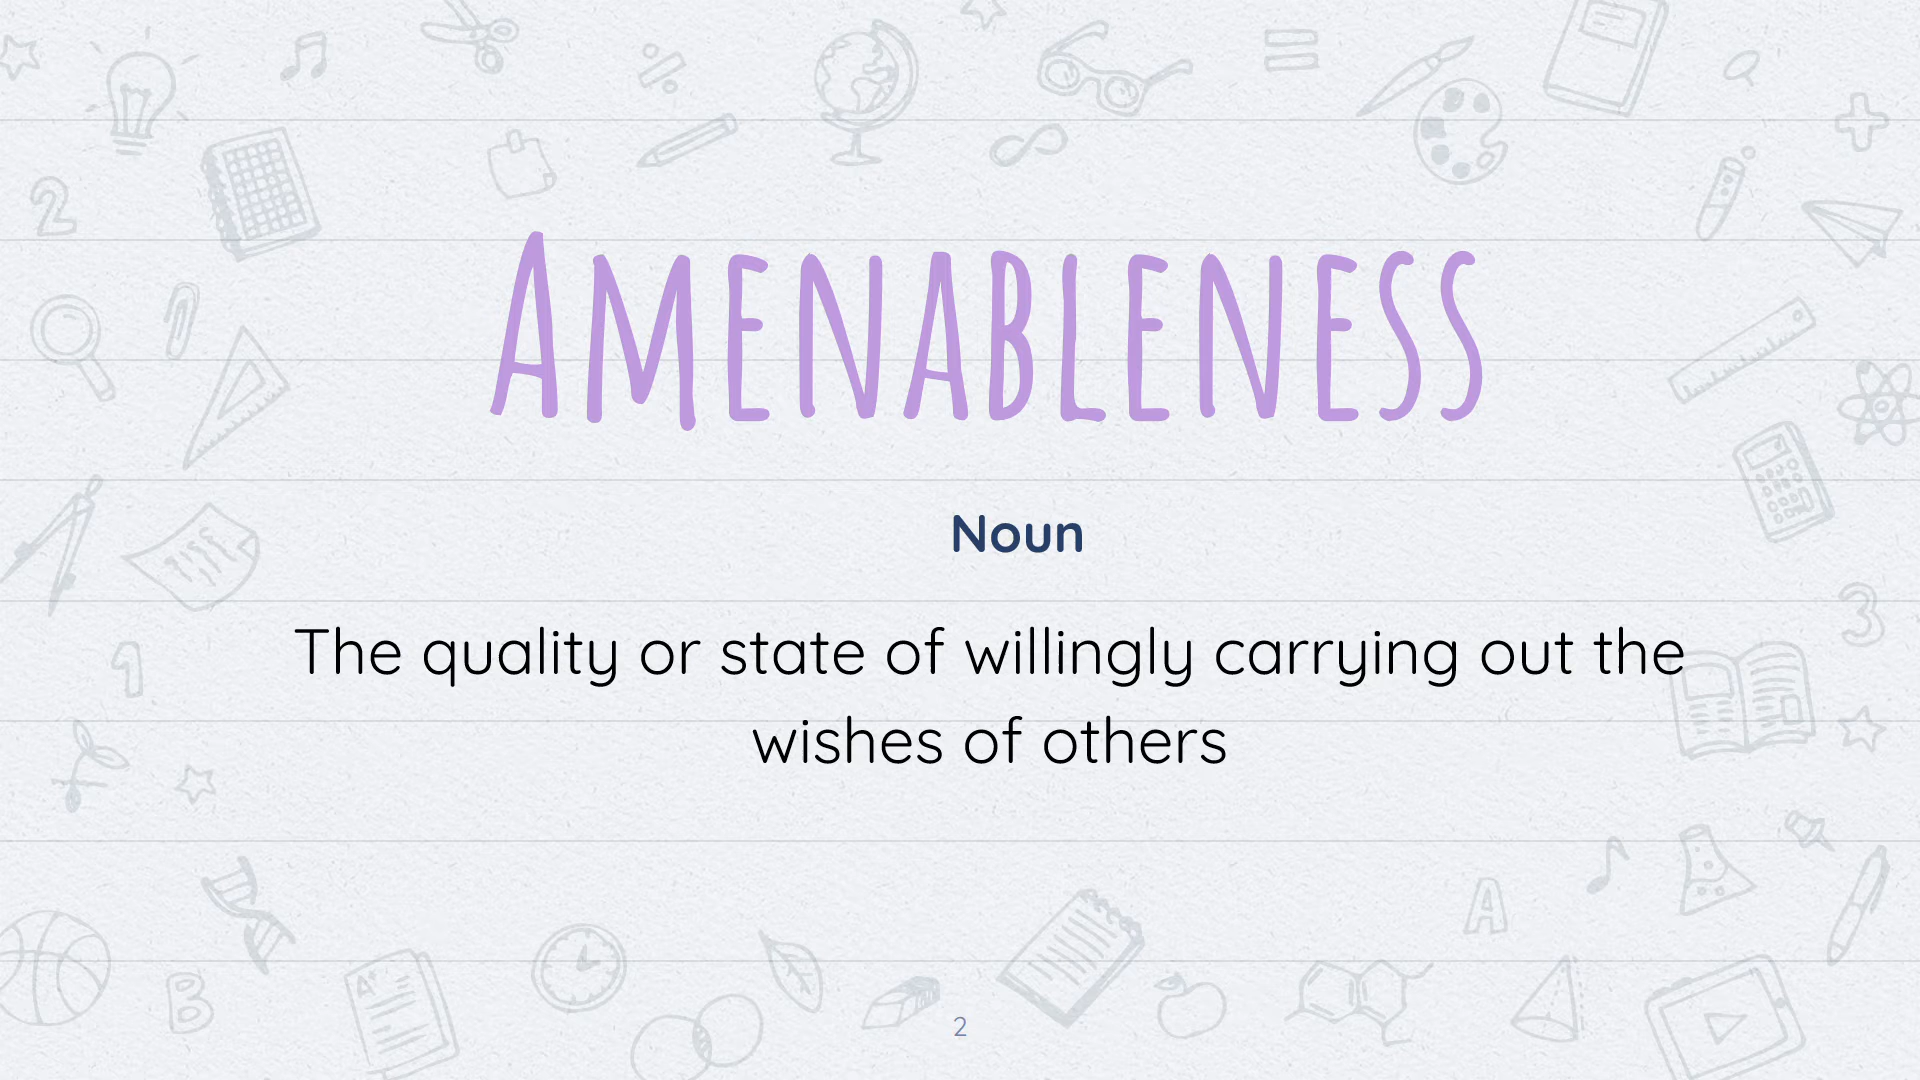 Amenableness
Noun
The quality or state of willingly carrying out the
wishes of others
2